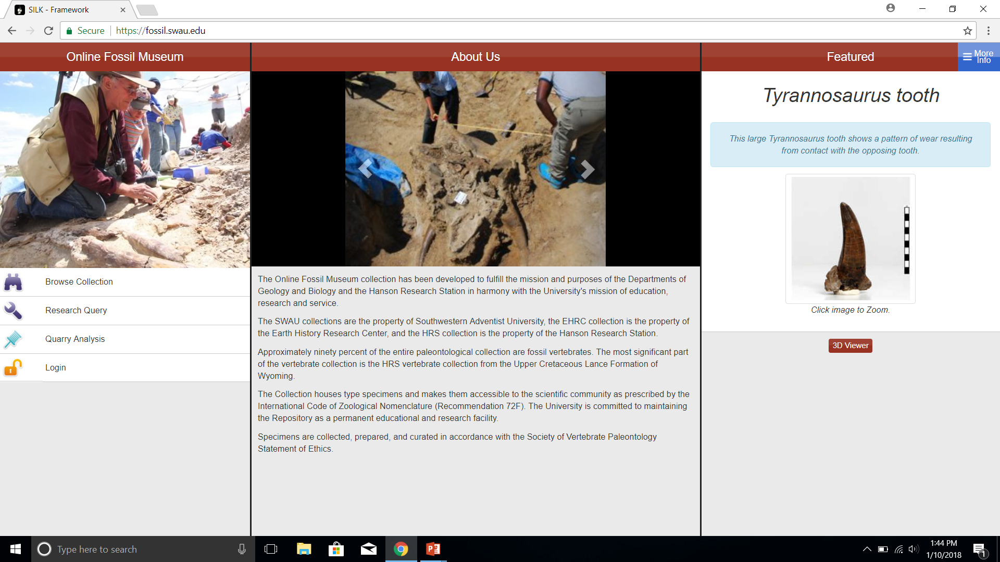 SILK - Framework
Secure
https://fossil.swau.edu
Online Fossil Museum
About Us
Featured
More
Info
Browse Collection
Research Query
Quarry Analysis
Login
The Online Fossil Museum collection has been developed to fulfill the mission and purposes of the Departments of
Geology and Biology and the Hanson Research Station in harmony with the University's mission of education,
research and service.
The SWAU collections are the property of Southwestern Adventist University, the EHRC collection is the property of
the Earth History Research Center, and the HRS collection is the property of the Hanson Research Station.
Approximately ninety percent of the entire paleontological collection are fossil vertebrates. The most significant part
of the vertebrate collection is the HRS vertebrate collection from the Upper Cretaceous Lance Formation of
Wyoming.
The Collection houses type specimens and makes them accessible to the scientific community as prescribed by the
International Code of Zoological Nomenclature (Recommendation 72F). The University is committed to maintaining
the Repository as a permanent educational and research facility.
Specimens are collected, prepared, and curated in accordance with the Society of Vertebrate Paleontology
Statement of Ethics.
Tyrannosaurus tooth
This large Tyrannosaurus tooth shows a pattern of wear resulting
from contact with the opposing tooth.
Click image to Zoom.
3D Viewer
Type here to search
1:44 PM
1/10/2018
1